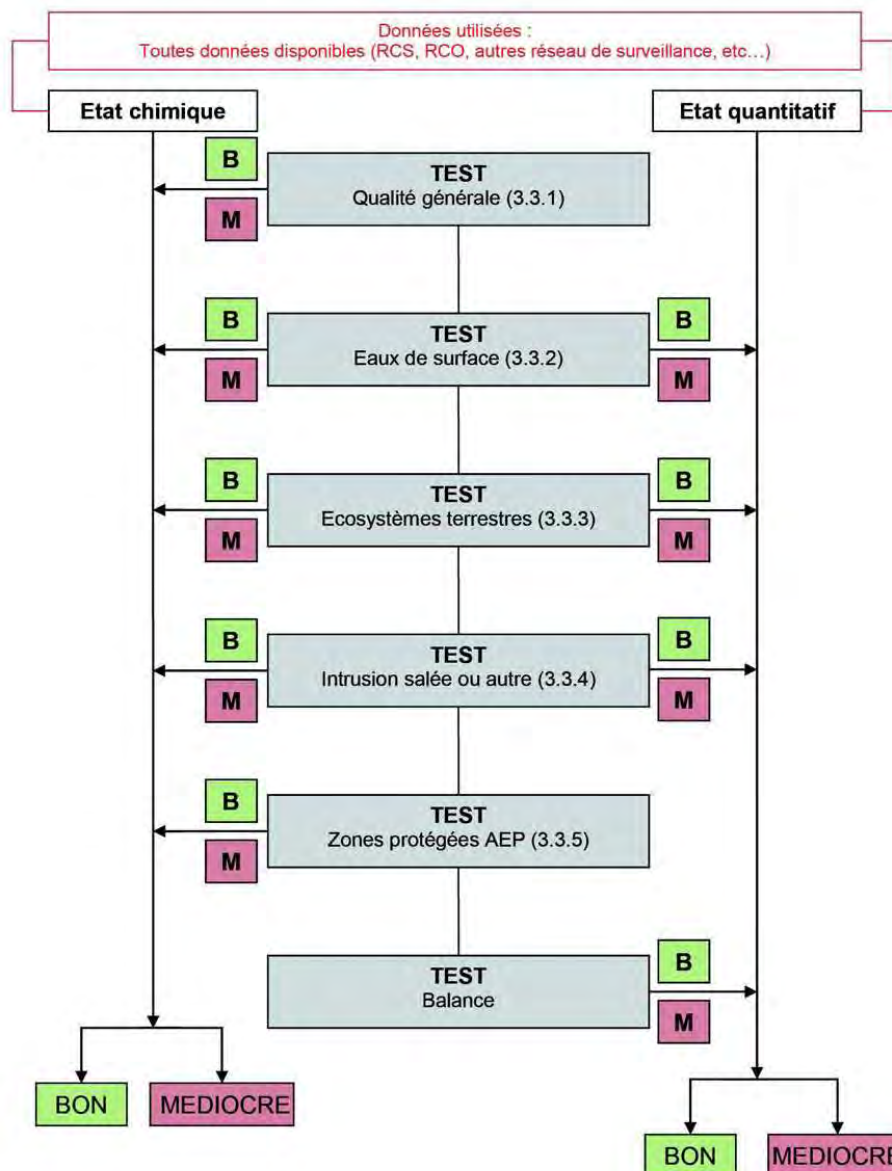 Données utilisées :
Toutes données disponibles (RCS, RCO, autres réseau de surveillance, etc…)
Etat chimique
Etat quantitatif
B
TEST
Qualité générale (3.3.1)
M
B
TEST
Eaux de surface (3.3.2)
B
M
M
B
TEST
Ecosystèmes terrestres (3.3.3)
B
M
M
B
TEST
Intrusion salée ou autre (3.3.4)
B
M
M
B
TEST
Zones protégées AEP (3.3.5)
M
TEST
Balance
B
M
BON
MEDIOCRE
BON
MEDIOCRE